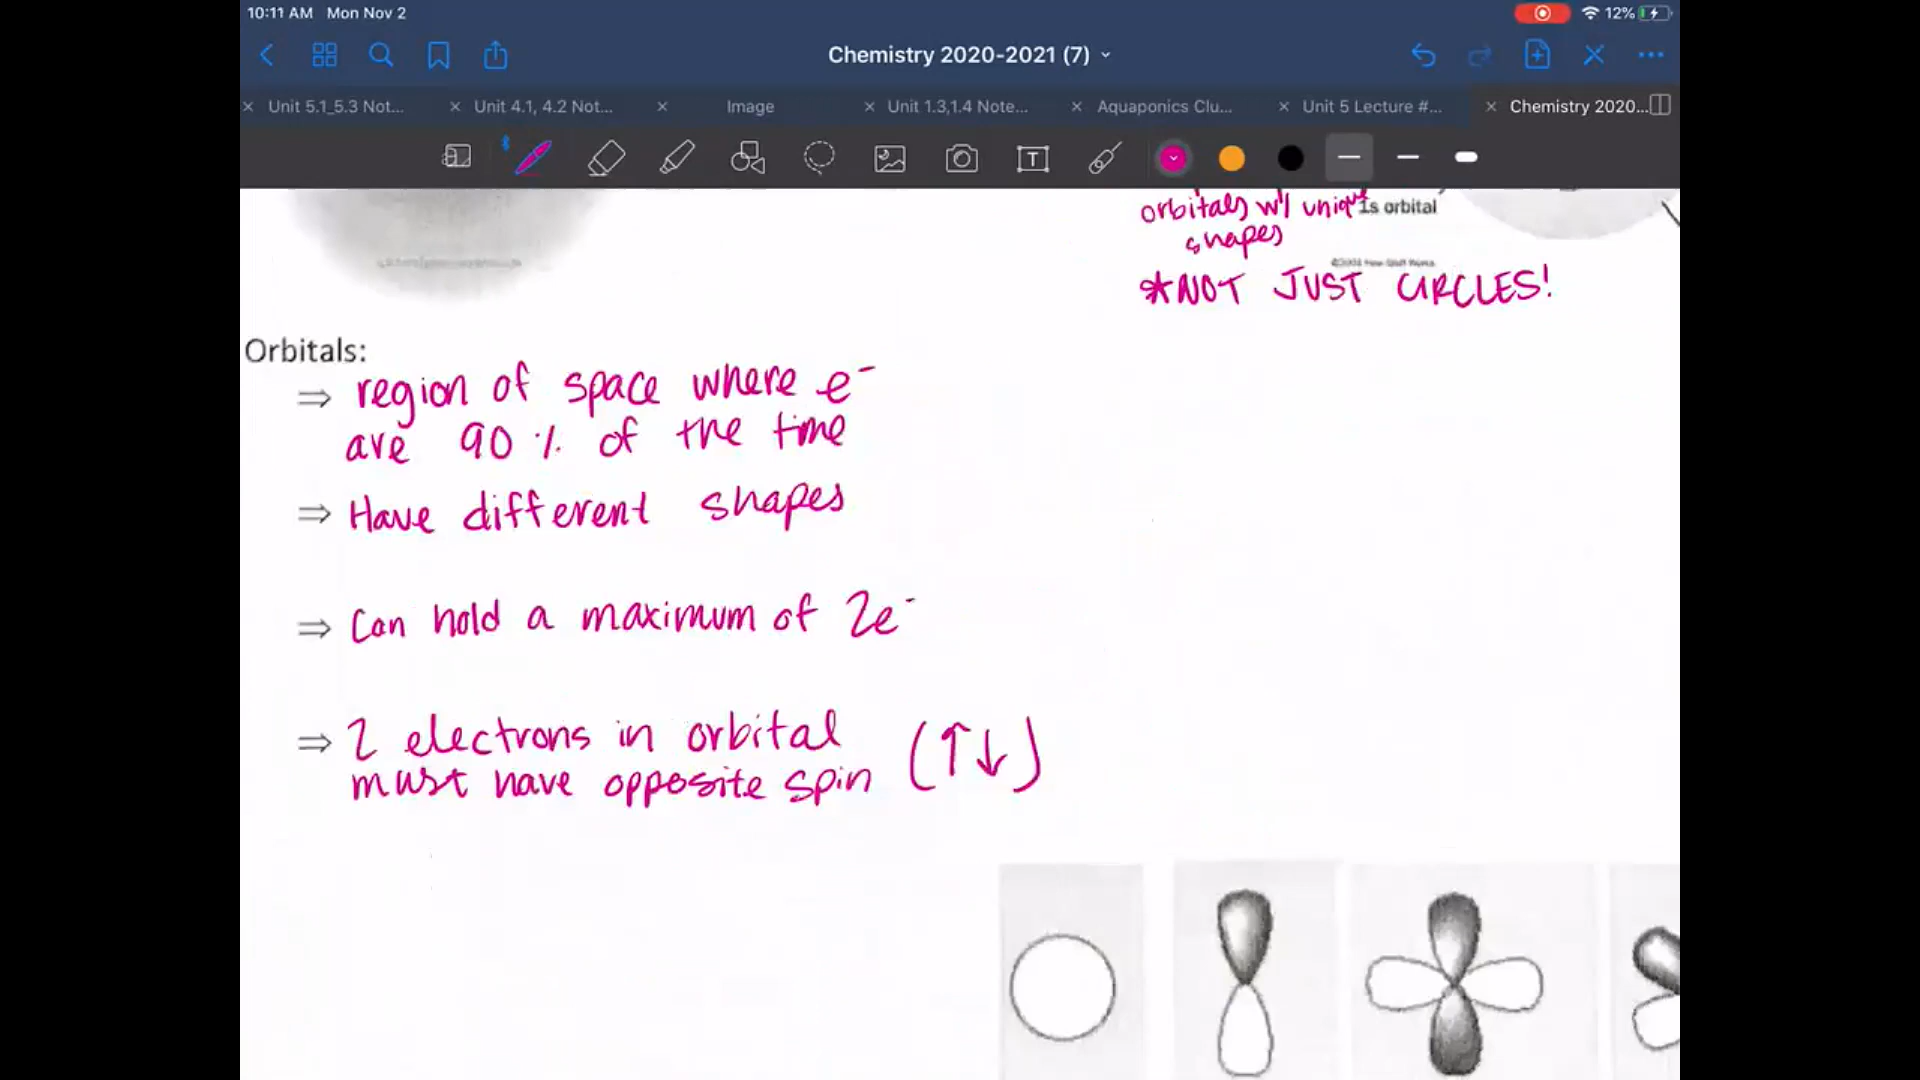 10:11 AM Mon Nov 2
12%
Chemistry 2020-2021 (7)
Unit 5.1_5.3 Not...
Unit 4.1, 4.2 Not...
Image
Unit 1.3,1.4 Note...
Aquaponics Clu...
Unit 5 Lecture #...
Chemistry 2020...
T
orbitals w/ unique
1s orbital
shapes
*NOT JUST CIRCLES!
Orbitals:
⇒ region of space where e⁻
are 90% of the time
⇒ Have different shapes
⇒ Can hold a maximum of 2e⁻
⇒ 2 electrons in orbital (↑↓)
must have opposite spin